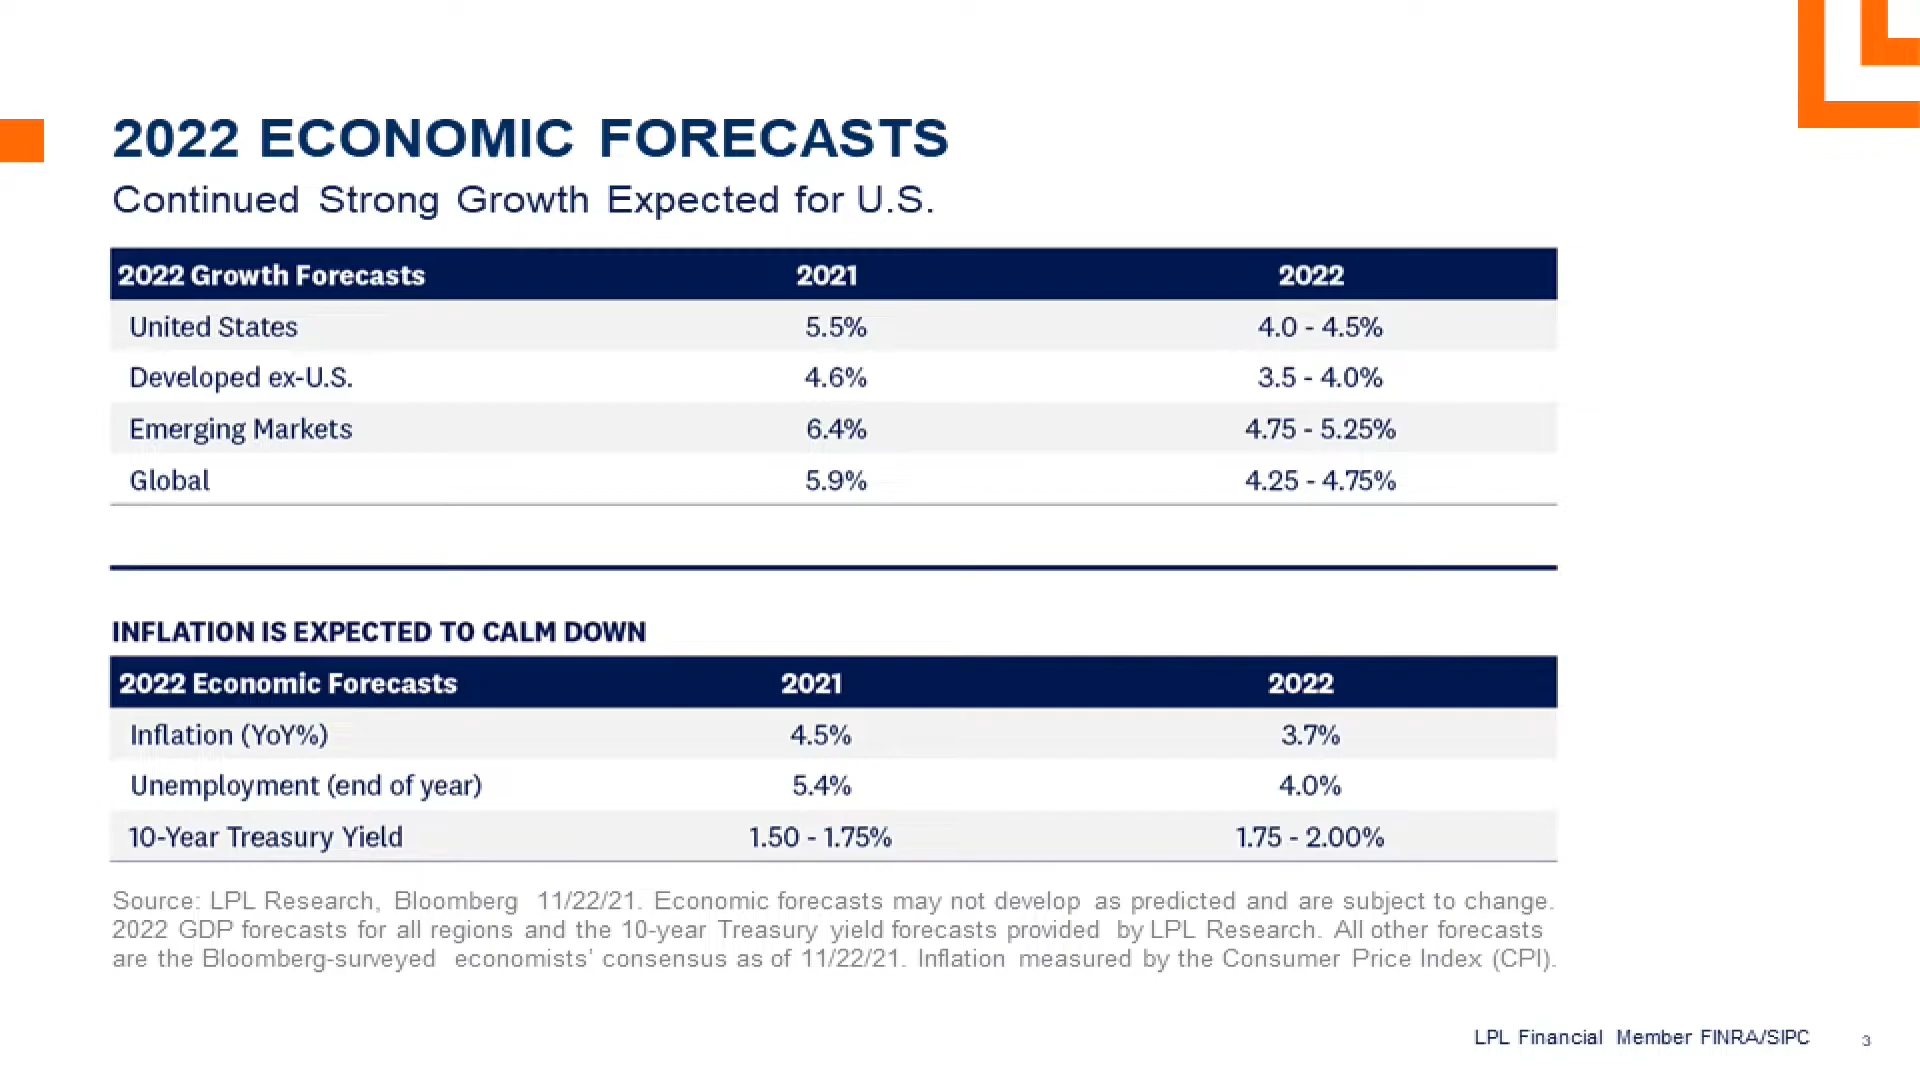 2022 ECONOMIC FORECASTS
Continued Strong Growth Expected for U.S.
2022 Growth Forecasts 2021 2022
United States 5.5% 4.0 - 4.5%
Developed ex-U.S. 4.6% 3.5 - 4.0%
Emerging Markets 6.4% 4.75 - 5.25%
Global 5.9% 4.25 - 4.75%
INFLATION IS EXPECTED TO CALM DOWN
2022 Economic Forecasts 2021 2022
Inflation (YoY%) 4.5% 3.7%
Unemployment (end of year) 5.4% 4.0%
10-Year Treasury Yield 1.50 - 1.75% 1.75 - 2.00%
Source: LPL Research, Bloomberg 11/22/21. Economic forecasts may not develop as predicted and are subject to change.
2022 GDP forecasts for all regions and the 10-year Treasury yield forecasts provided by LPL Research. All other forecasts
are the Bloomberg-surveyed economists’ consensus as of 11/22/21. Inflation measured by the Consumer Price Index (CPI).
LPL Financial Member FINRA/SIPC 3